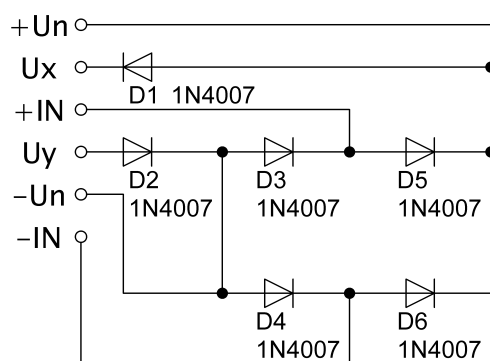 +Un
Ux
D1 1N4007
+IN
Uy
D2
1N4007
D3
1N4007
D5
1N4007
−Un
−IN
D4
1N4007
D6
1N4007